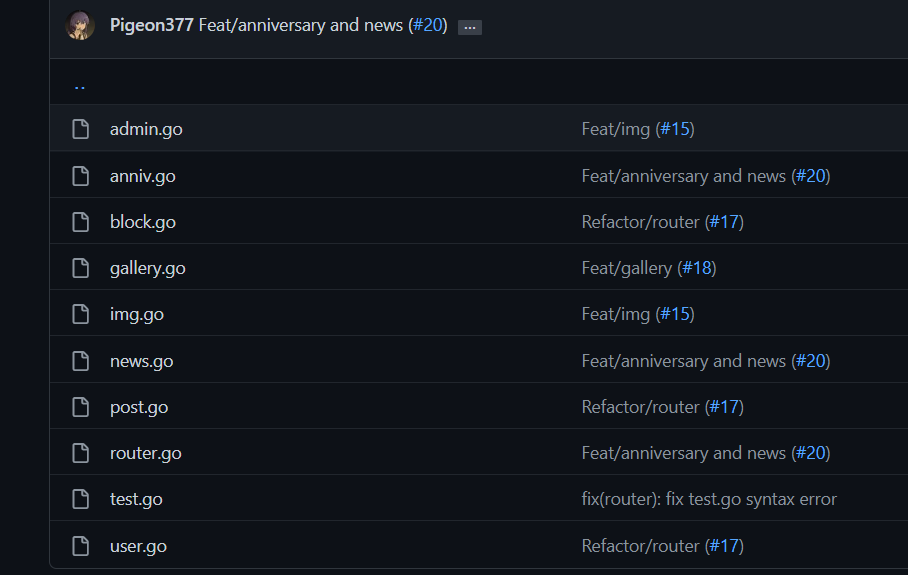 Pigeon377 Feat/anniversary and news (#20) ...
..
admin.go Feat/img (#15)
anniv.go Feat/anniversary and news (#20)
block.go Refactor/router (#17)
gallery.go Feat/gallery (#18)
img.go Feat/img (#15)
news.go Feat/anniversary and news (#20)
post.go Refactor/router (#17)
router.go Feat/anniversary and news (#20)
test.go fix(router): fix test.go syntax error
user.go Refactor/router (#17)